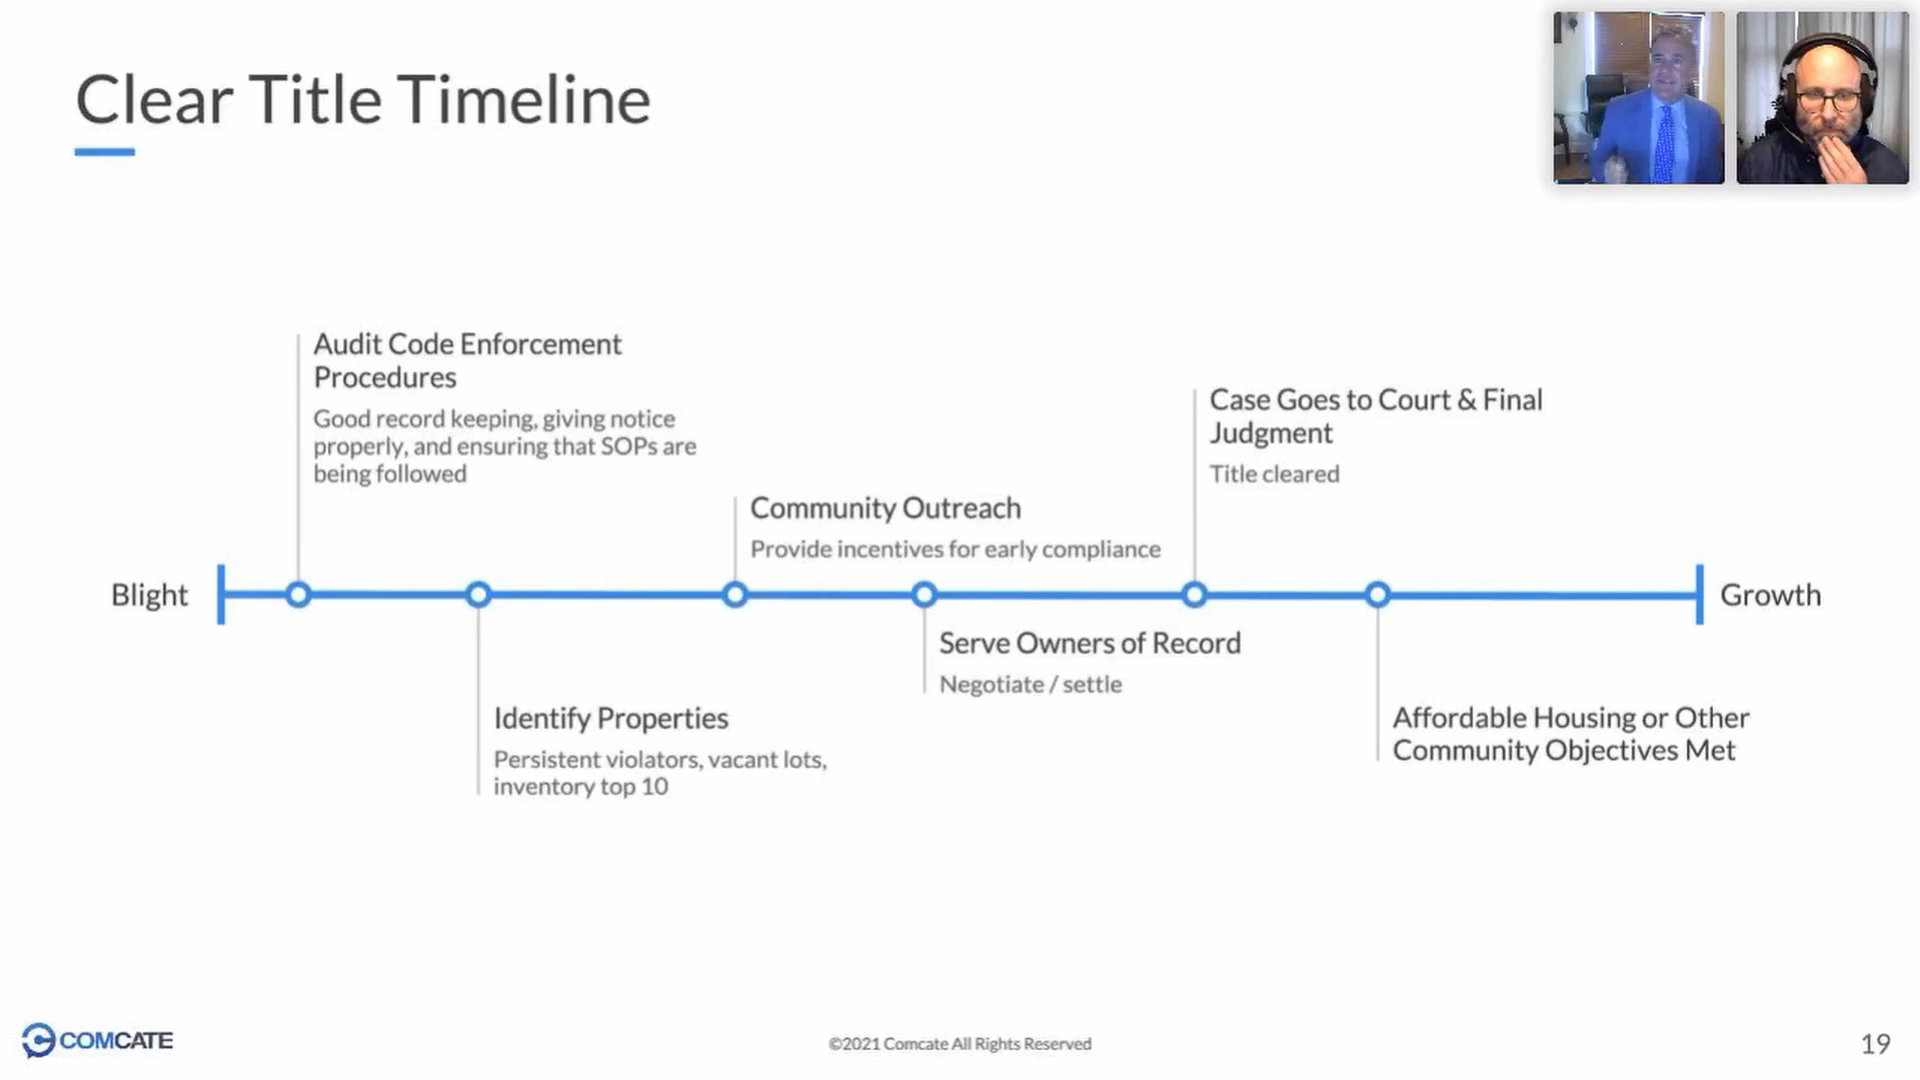 Clear Title Timeline
Audit Code Enforcement
Procedures
Good record keeping, giving notice
properly, and ensuring that SOPs are
being followed
Case Goes to Court & Final
Judgment
Title cleared
Community Outreach
Provide incentives for early compliance
Blight
Growth
Serve Owners of Record
Negotiate / settle
Identify Properties
Persistent violators, vacant lots,
inventory top 10
Affordable Housing or Other
Community Objectives Met
COMCATE
©2021 Comcate All Rights Reserved
19